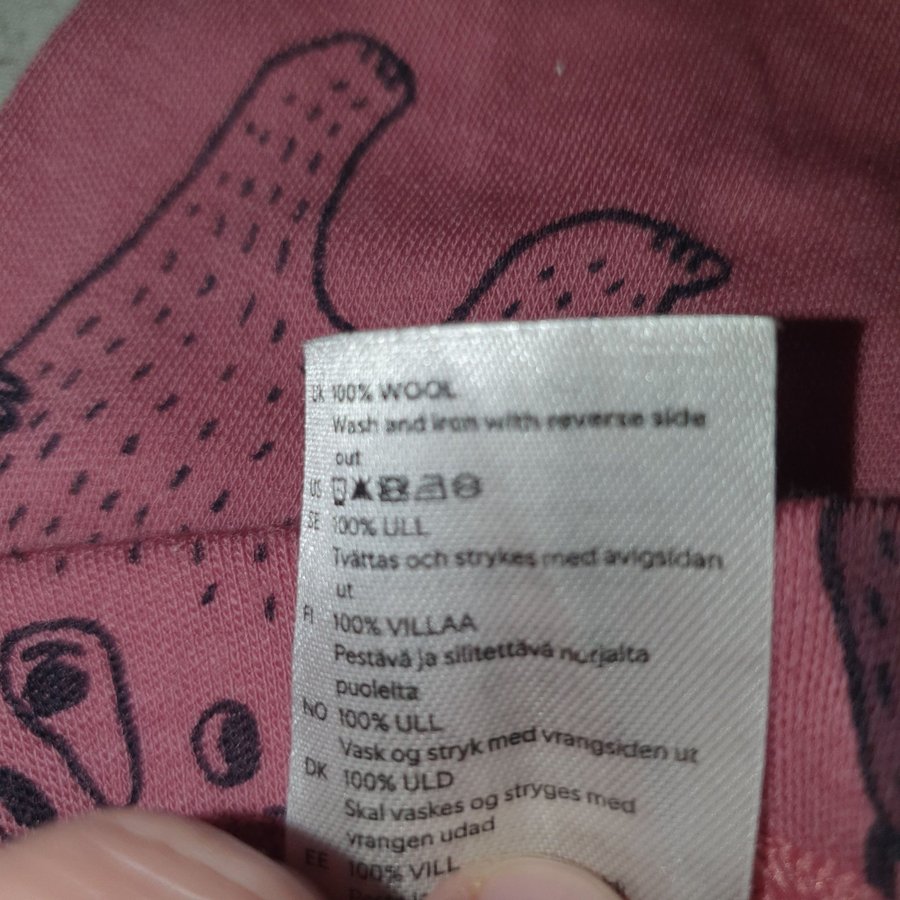 UK 100% WOOL
Wash and iron with reverse side
out
US
SE 100% ULL
Tvättas och strykes med avigsidan
ut
FI 100% VILLAA
Pestävä ja silitettävä nurjalta
puolelta
NO 100% ULL
Vask og stryk med vrangsiden ut
DK 100% ULD
Skal vaskes og stryges med
vrangen udad
EE 100% VILL